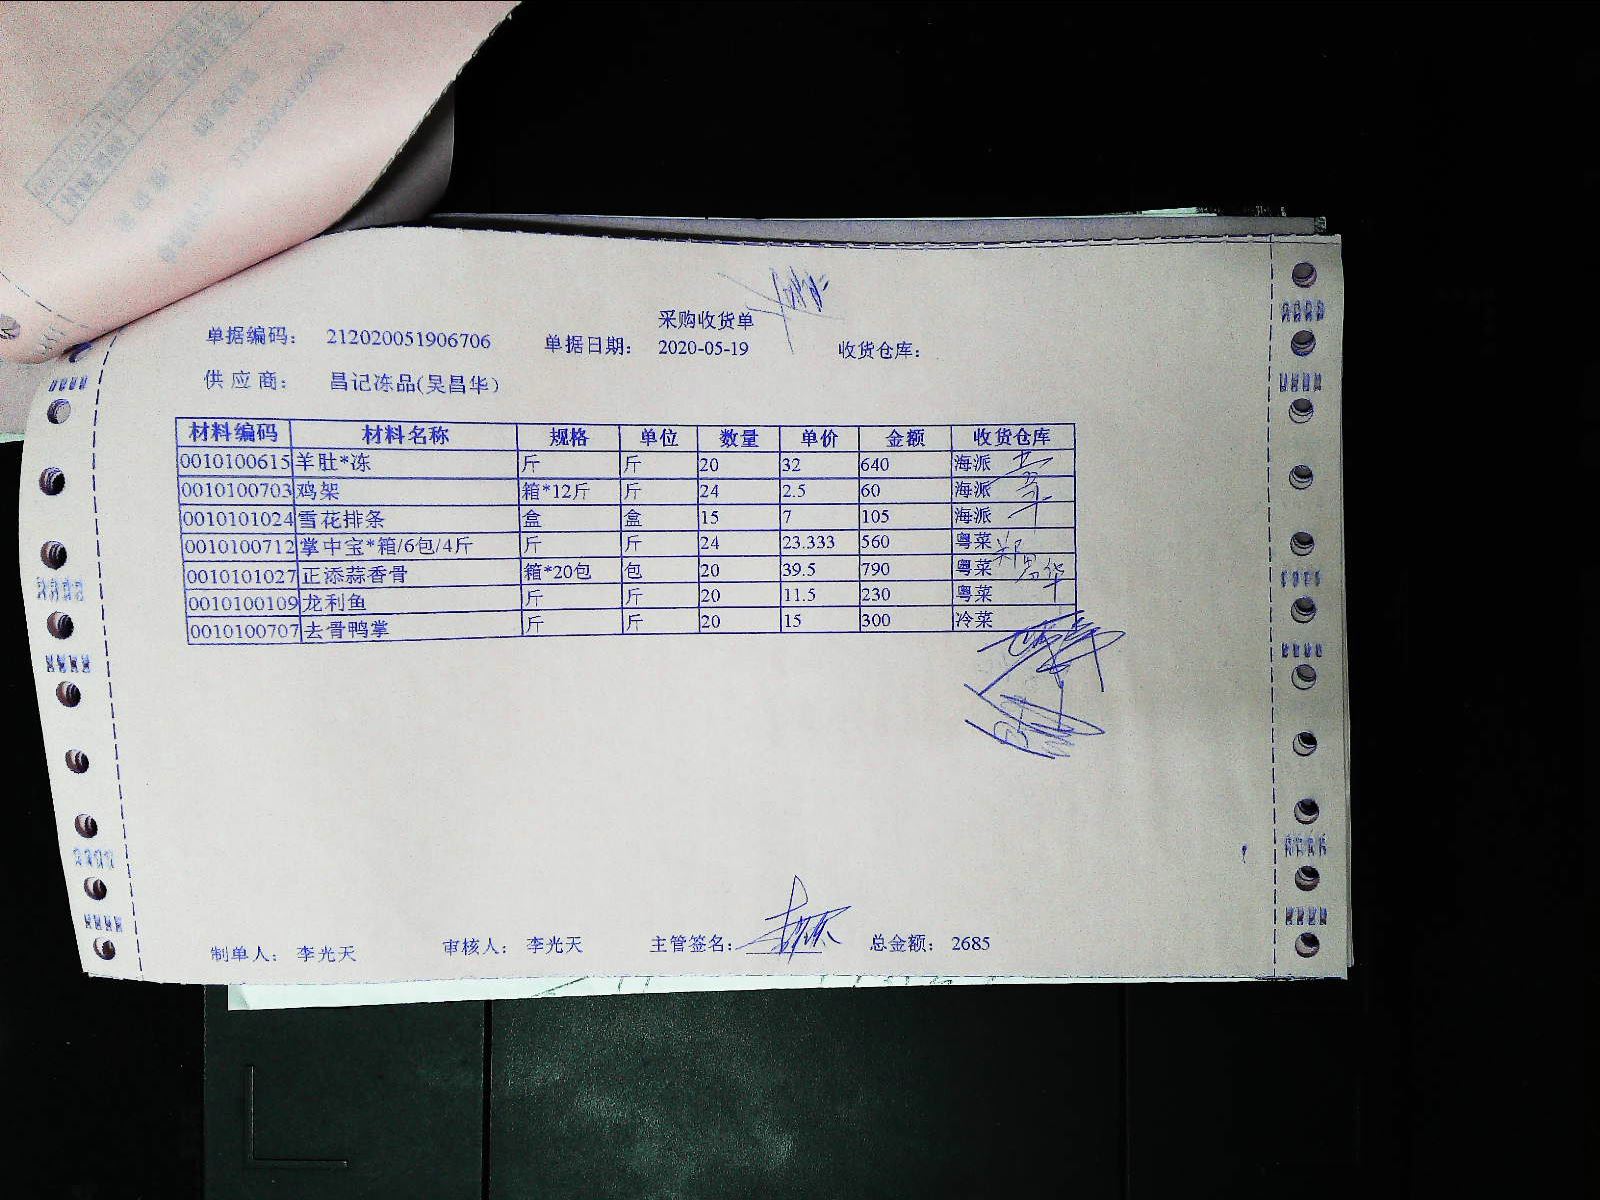 采购收货单
单据编码： 212020051906706 单据日期： 2020-05-19 收货仓库：
供应商： 昌记冻品(吴昌华)
材料编码 材料名称 规格 单位 数量 单价 金额 收货仓库
0010100615 羊肚*冻 斤 斤 20 32 640 海派
0010100703 鸡架 箱*12斤 斤 24 2.5 60 海派
0010101024 雪花排条 盒 盒 15 7 105 海派
0010100712 掌中宝*箱/6包/4斤 斤 斤 24 23.333 560 粤菜
0010101027 正添蒜香骨 箱*20包 包 20 39.5 790 粤菜
0010100109 龙利鱼 斤 斤 20 11.5 230 粤菜
0010100707 去骨鸭掌 斤 斤 20 15 300 冷菜
制单人： 李光天 审核人： 李光天 主管签名： 总金额： 2685